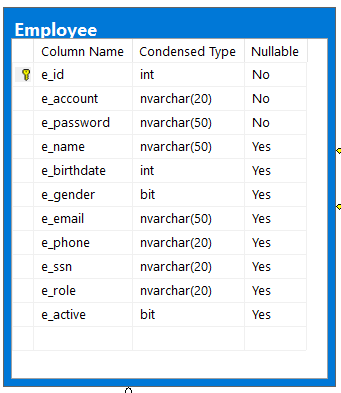 Employee
Column Name Condensed Type Nullable
e_id int No
e_account nvarchar(20) No
e_password nvarchar(50) No
e_name nvarchar(50) Yes
e_birthdate int Yes
e_gender bit Yes
e_email nvarchar(50) Yes
e_phone nvarchar(20) Yes
e_ssn nvarchar(20) Yes
e_role nvarchar(20) Yes
e_active bit Yes